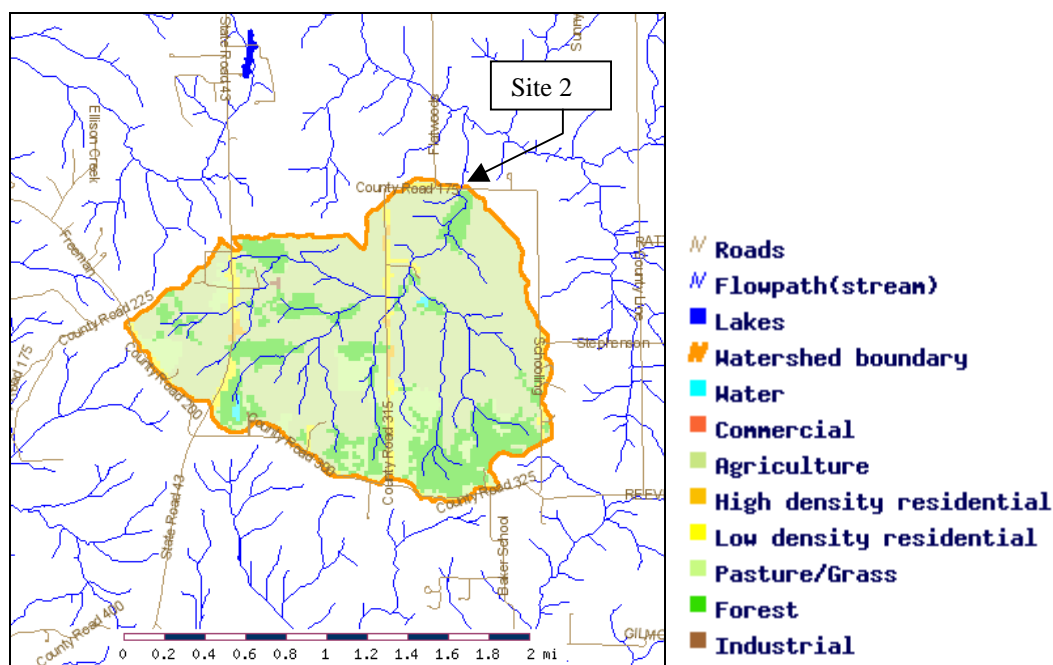 Sunny
State Road 43
Site 2
Ellison Creek
Flatwoods
County Road 175
Freeman
County Line
County Road 225
Road 175
Stephenson
Schooling
County Road 200
County Road 315
County Road 300
County Road 325
State Road 43
Baker School
County Road 400
0 0.2 0.4 0.6 0.8 1 1.2 1.4 1.6 2 mi
Roads
Flowpath(stream)
Lakes
Watershed boundary
Water
Commercial
Agriculture
High density residential
Low density residential
Pasture/Grass
Forest
Industrial